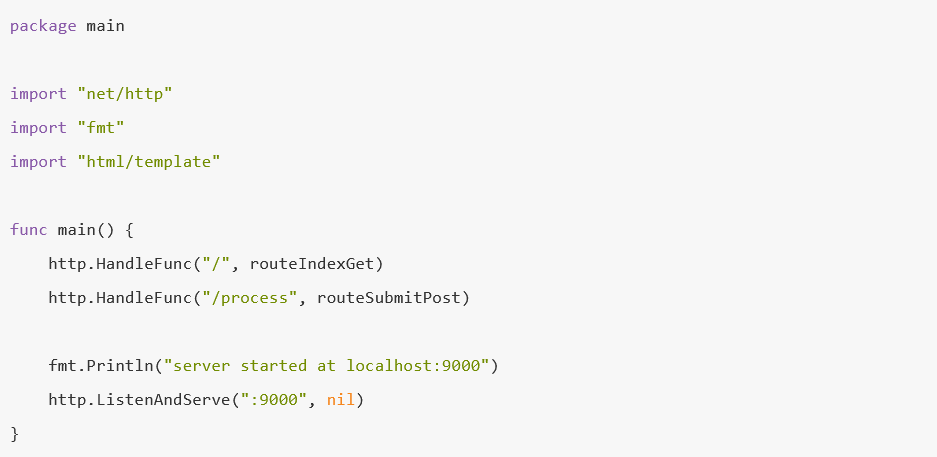 package main
import "net/http"
import "fmt"
import "html/template"
func main() {
    http.HandleFunc("/", routeIndexGet)
    http.HandleFunc("/process", routeSubmitPost)
    fmt.Println("server started at localhost:9000")
    http.ListenAndServe(":9000", nil)
}